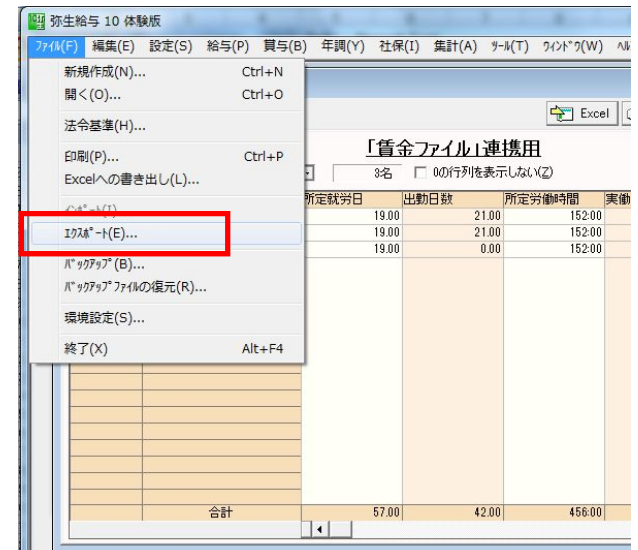 弥生給与 10 体験版
ファイル(F) 編集(E) 設定(S) 給与(P) 賞与(B) 年調(Y) 社保(I) 集計(A) ツール(T) ウィンドウ(W) ヘル
新規作成(N)... Ctrl+N
開く(O)... Ctrl+O
法令基準(H)...
印刷(P)... Ctrl+P
Excelへの書き出し(L)...
インポート(I)...
エクスポート(E)...
バックアップ(B)...
バックアップファイルの復元(R)...
環境設定(S)...
終了(X) Alt+F4
Excel
「賃金ファイル」連携用
3名 0の行列を表示しない(Z)
所定就労日 出勤日数 所定労働時間 実働
19.00 21.00 152:00
19.00 21.00 152:00
19.00 0.00 152:00
合計 57.00 42.00 456:00